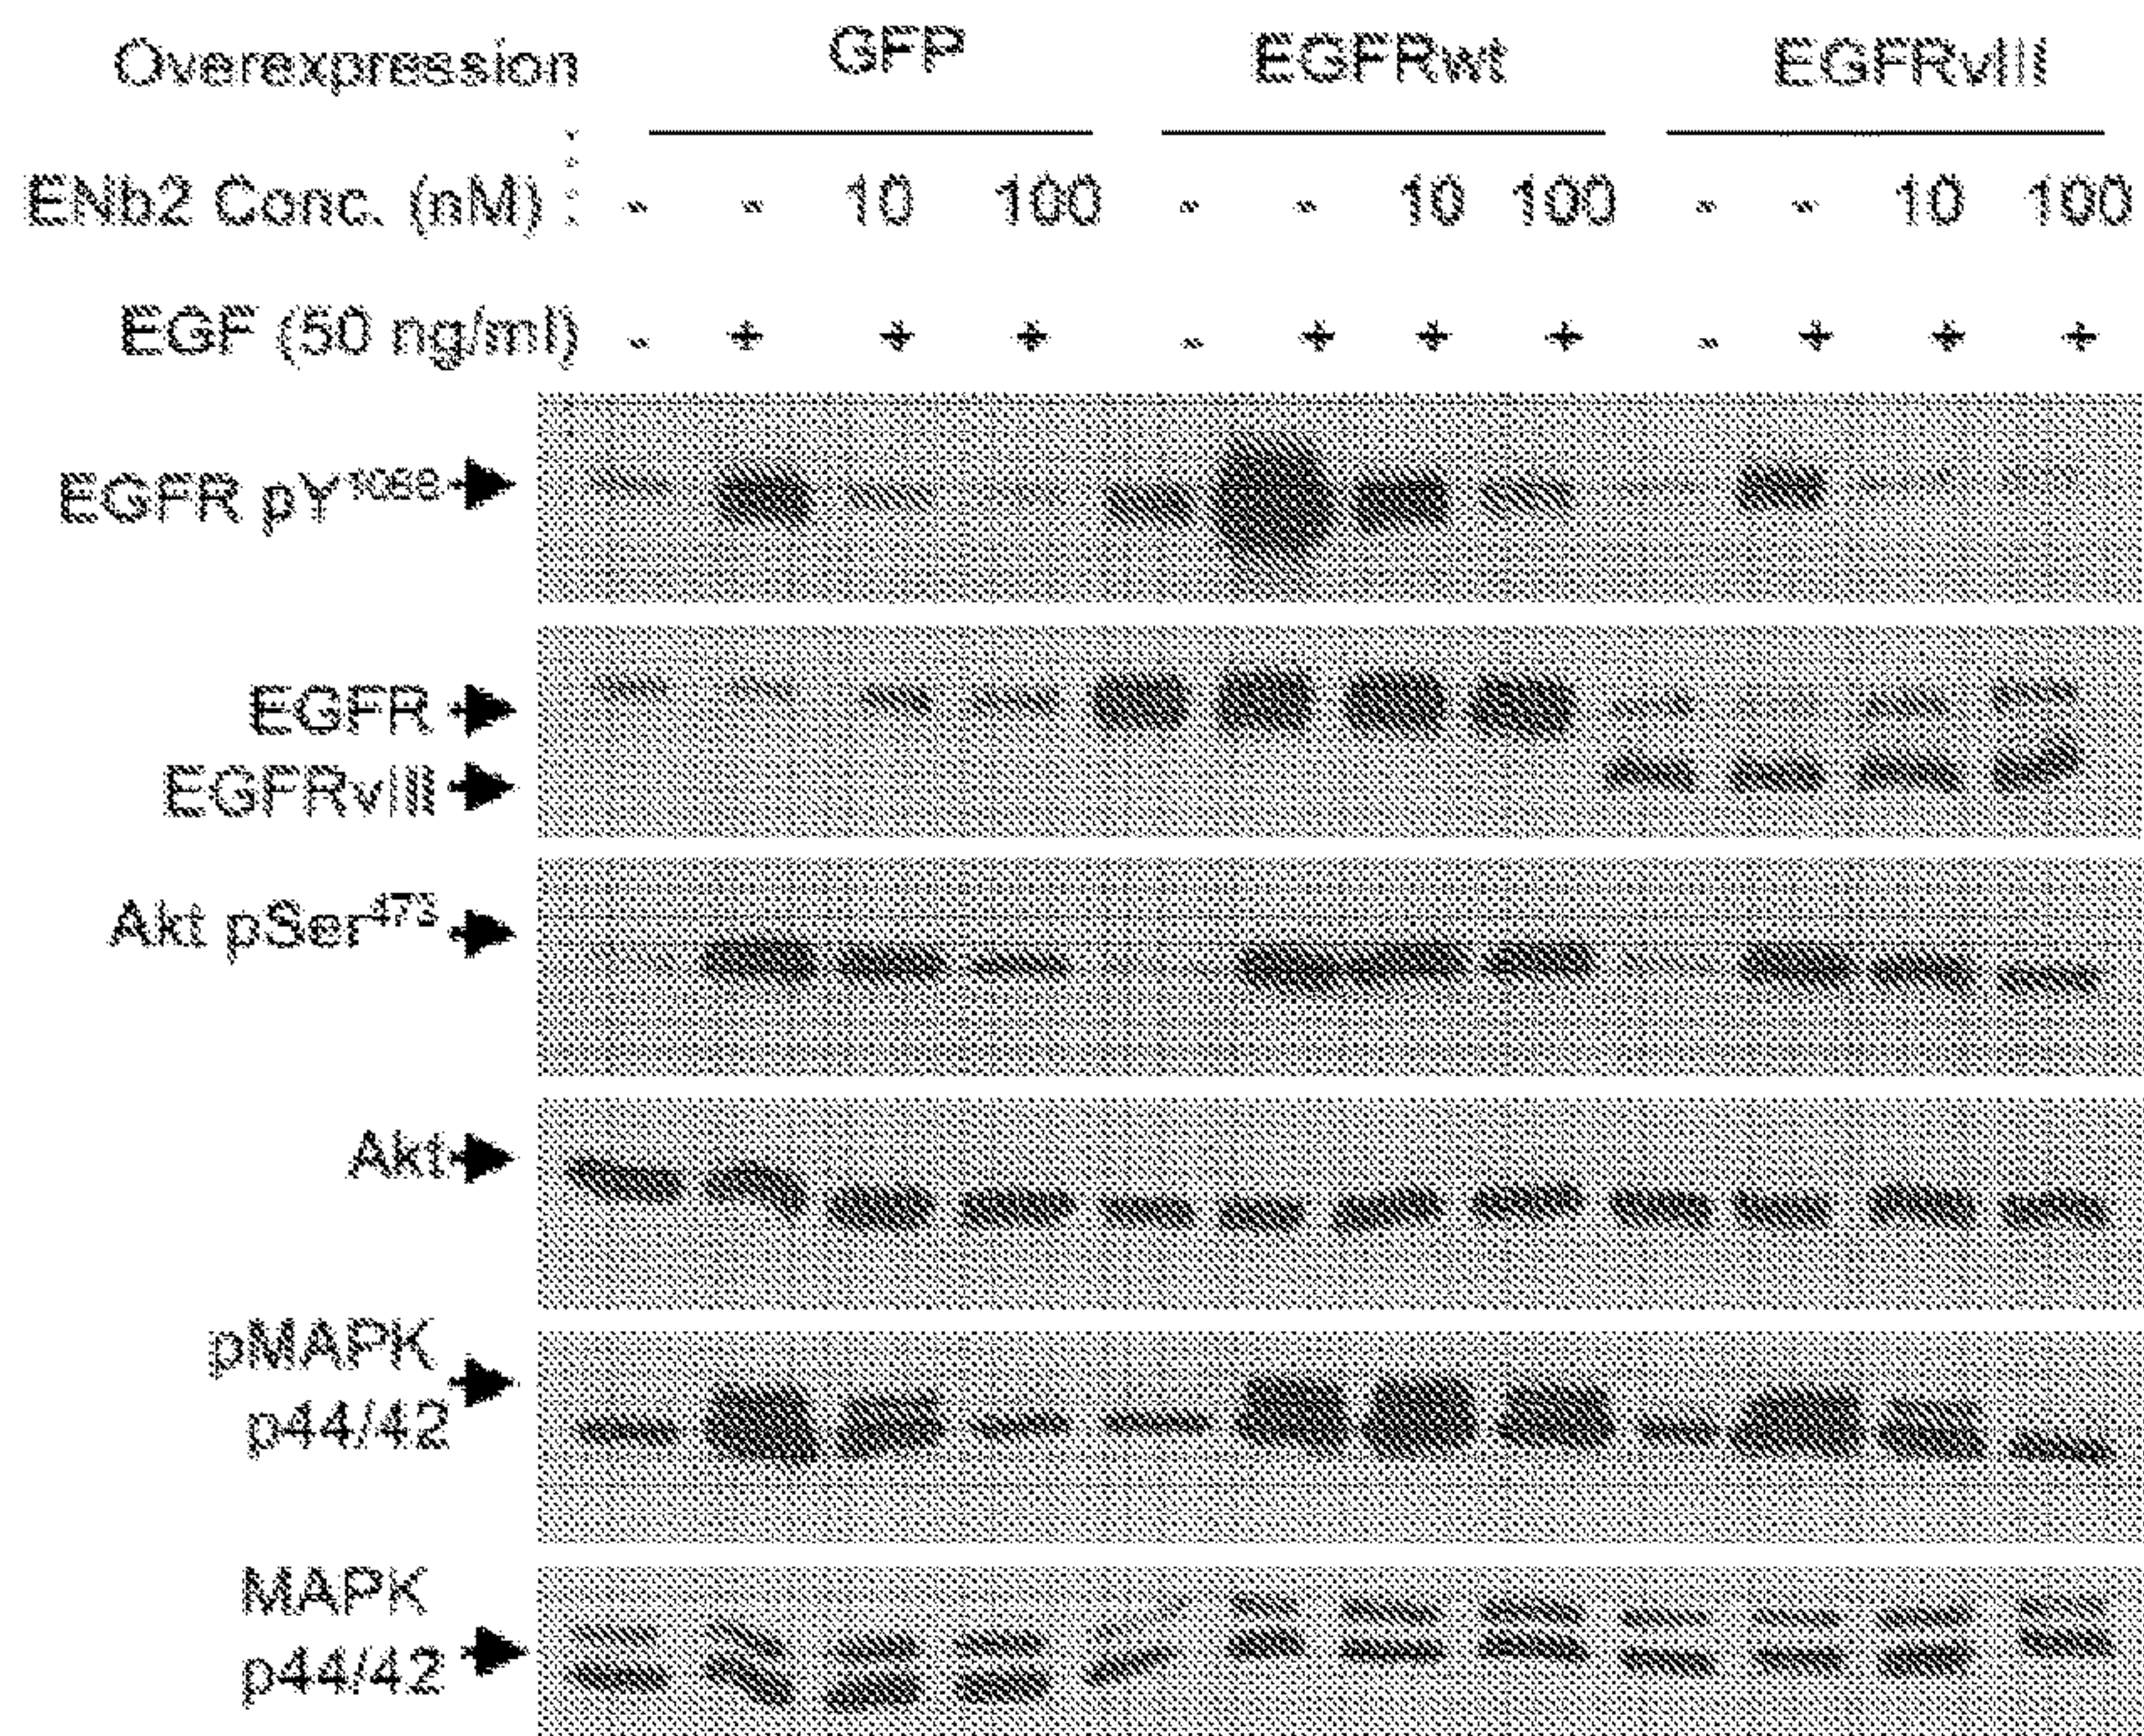 Overexpression GFP EGFRwt EGFRvIII
ENb2 Conc. (nM) - - 10 100 - - 10 100 - - 10 100
EGF (50 ng/ml) - + + + - + + + - + + +
EGFR pY1068
EGFR
EGFRvIII
Akt pSer473
Akt
pMAPK
p44/42
MAPK
p44/42